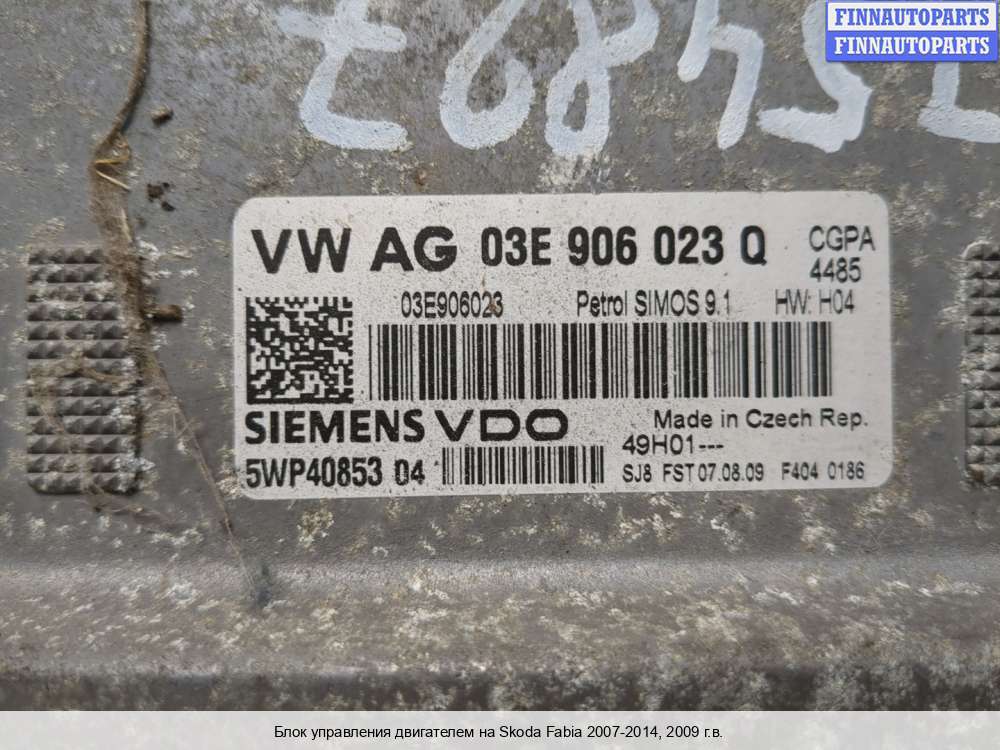 FINNAUTOPARTS
FINNAUTOPARTS
VW AG 03E 906 023 Q
CGPA
4485
03E906023 Petrol SIMOS 9.1 HW: H04
SIEMENS VDO
Made in Czech Rep.
49H01---
5WP40853 04
SJ8 FST 07.08.09 F404 0186
Блок управления двигателем на Skoda Fabia 2007-2014, 2009 г.в.